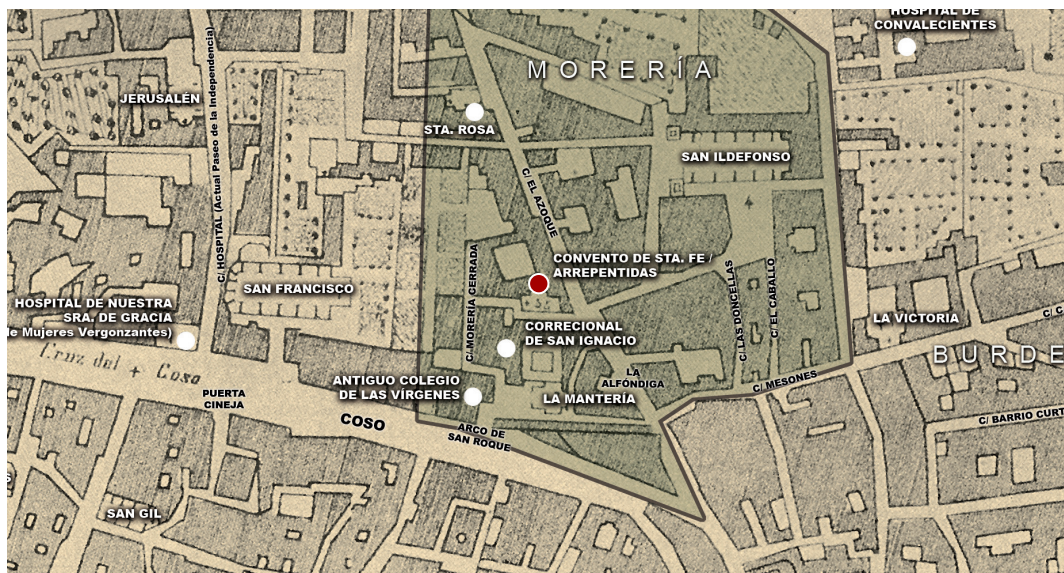 HOSPITAL DE
CONVALECIENTES
MORERÍA
JERUSALÉN
C/ HOSPITAL (Actual Paseo de la Independencia)
STA. ROSA
SAN ILDEFONSO
C/ EL AZOQUE
4
CONVENTO DE STA. FE /
ARREPENTIDAS
SAN FRANCISCO
C/ MORERÍA CERRADA
C/ LAS DONCELLAS
C/ EL CABALLO
HOSPITAL DE NUESTRA
SRA. DE GRACIA
de Mujeres Vergonzantes)
LA VICTORIA
CORRECIONAL
DE SAN IGNACIO
BURDE
Cruz del + Coso
LA
ALFÓNDIGA
C/ MESONES
ANTIGUO COLEGIO
DE LAS VÍRGENES
LA MANTERÍA
PUERTA
CINEJA
COSO
ARCO DE
SAN ROQUE
C/ BARRIO CURT
SAN GIL